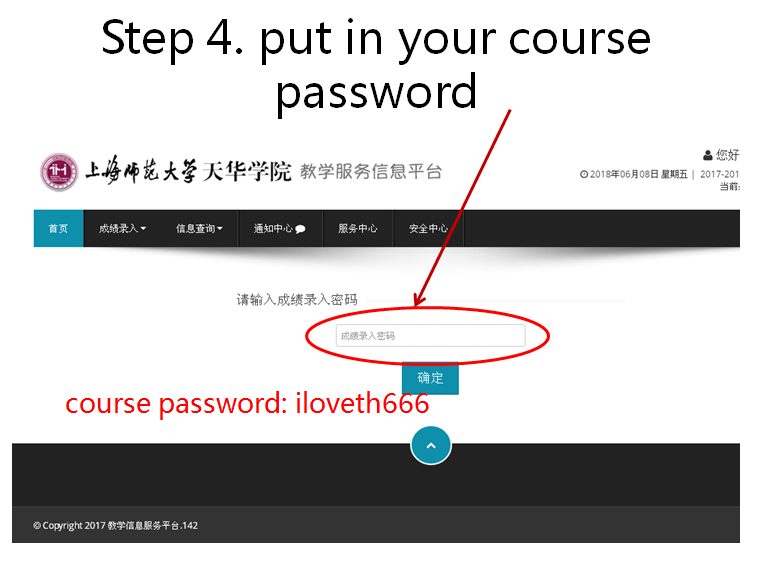 Step 4. put in your course
password
上海师范大学天华学院 教学服务信息平台
您好
2018年06月08日 星期五 | 2017-201
当前:
首页 成绩录入 信息查询 通知中心 服务中心 安全中心
请输入成绩录入密码
成绩录入密码
确定
course password: iloveth666
© Copyright 2017 教学信息服务平台.142